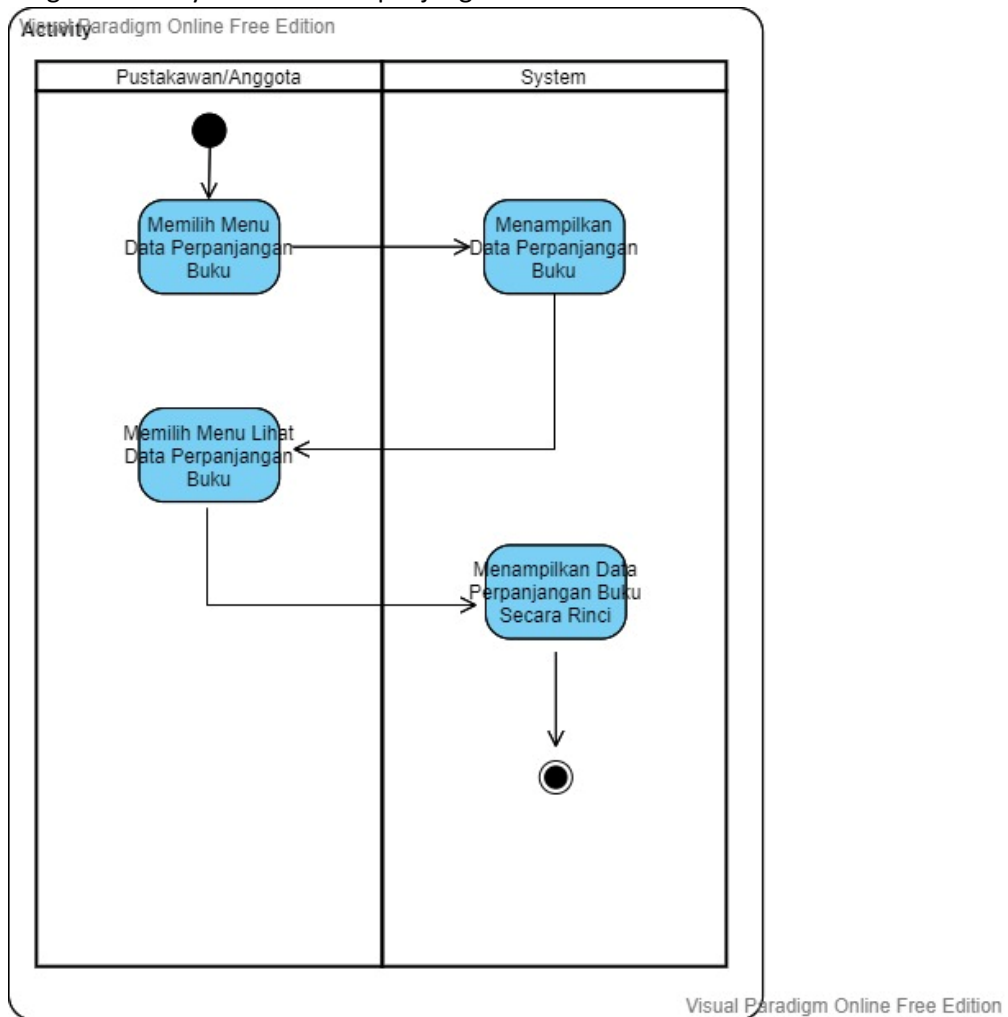 Visual Paradigm Online Free Edition
Activity
Pustakawan/Anggota
System
Memilih Menu
Data Perpanjangan
Buku
Menampilkan
Data Perpanjangan
Buku
Memilih Menu Lihat
Data Perpanjangan
Buku
Menampilkan Data
Perpanjangan Buku
Secara Rinci
Visual Paradigm Online Free Edition